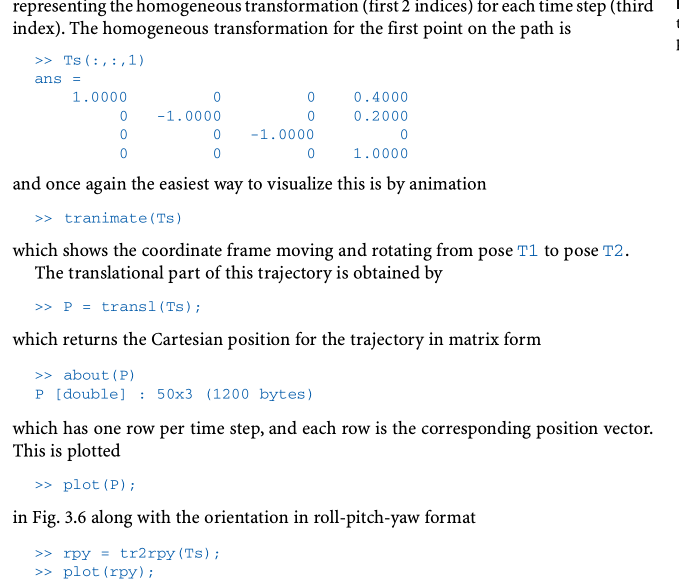 representing the homogeneous transformation (first 2 indices) for each time step (third
index). The homogeneous transformation for the first point on the path is
>> Ts(:,:,1)
ans =
1.0000 0 0 0.4000
0 -1.0000 0 0.2000
0 0 -1.0000 0
0 0 0 1.0000
and once again the easiest way to visualize this is by animation
>> tranimate(Ts)
which shows the coordinate frame moving and rotating from pose T1 to pose T2.
The translational part of this trajectory is obtained by
>> P = transl(Ts);
which returns the Cartesian position for the trajectory in matrix form
>> about(P)
P [double] : 50x3 (1200 bytes)
which has one row per time step, and each row is the corresponding position vector.
This is plotted
>> plot(P);
in Fig. 3.6 along with the orientation in roll-pitch-yaw format
>> rpy = tr2rpy(Ts);
>> plot(rpy);